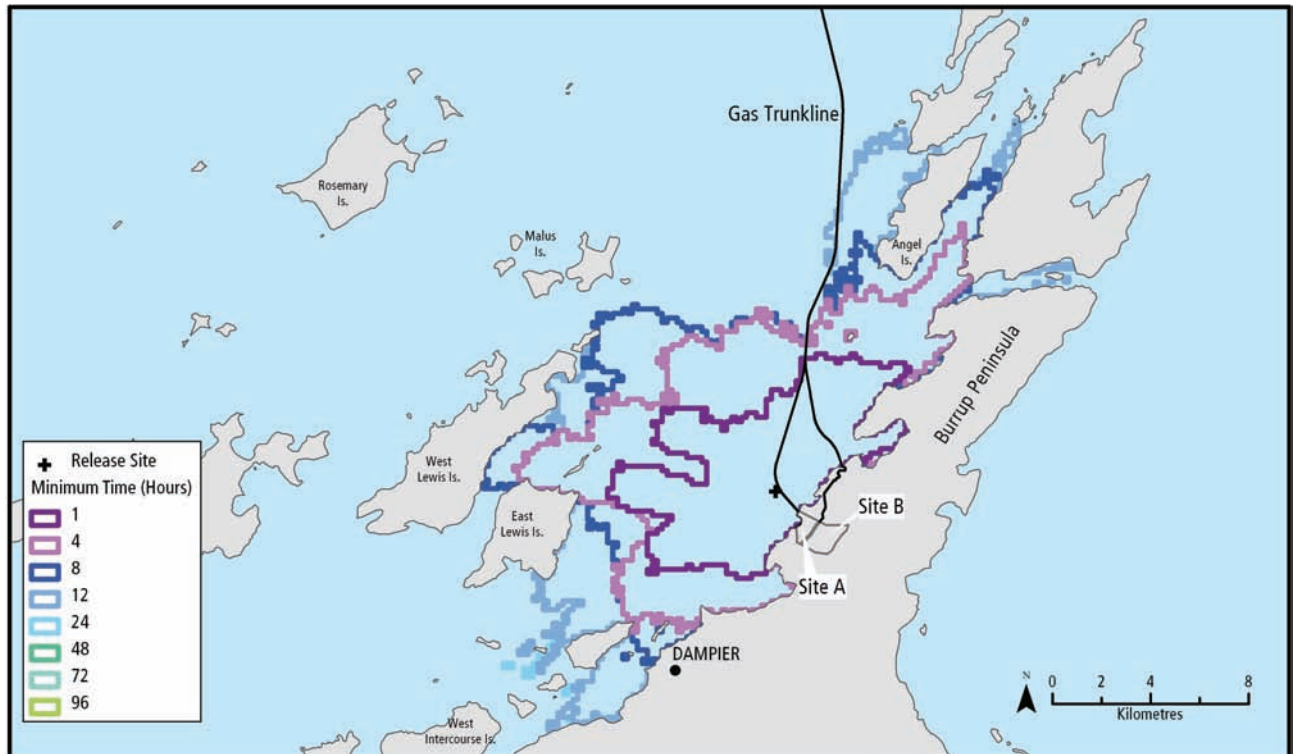 Gas Trunkline
Rosemary
Is.
Malus
Is.
Angel
Is.
Burrup Peninsula
West
Lewis Is.
East
Lewis Is.
Site B
Site A
DAMPIER
West
Intercourse Is.
Release Site
Minimum Time (Hours)
1
4
8
12
24
48
72
96
N
0 2 4 8
Kilometres